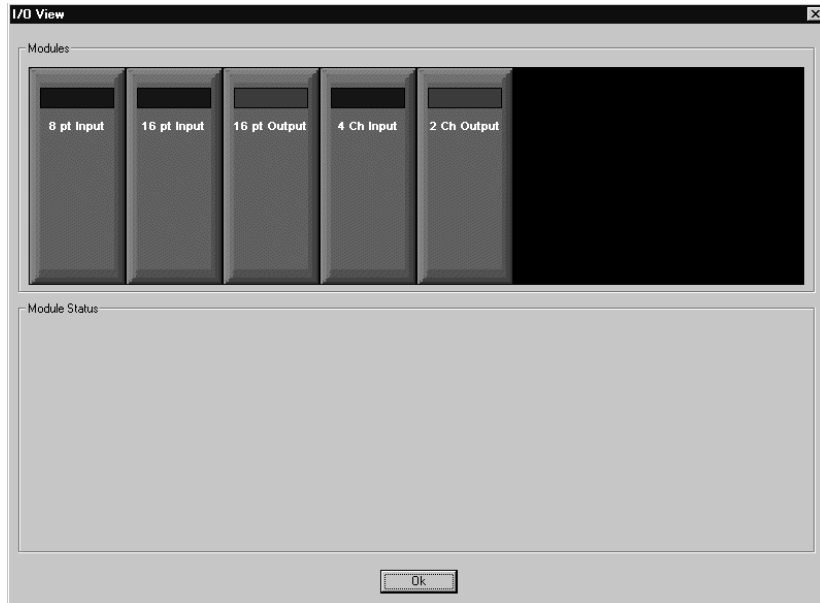 I/O View
Modules
8 pt Input
16 pt Input
16 pt Output
4 Ch Input
2 Ch Output
Module Status
Ok